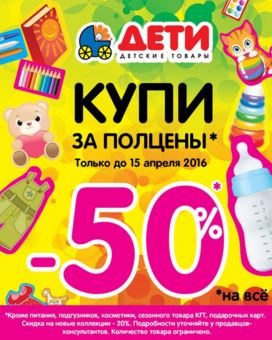 ДЕТИ
ДЕТСКИЕ ТОВАРЫ
КУПИ
ЗА ПОЛЦЕНЫ*
Только до 15 апреля 2016
-50%*
*на всё
*Кроме питания, подгузников, косметики, сезонного товара КГТ, подарочных карт.
Скидка на новые коллекции - 20%. Подробности уточняйте у продавцов-
консультантов. Количество товара ограничено.